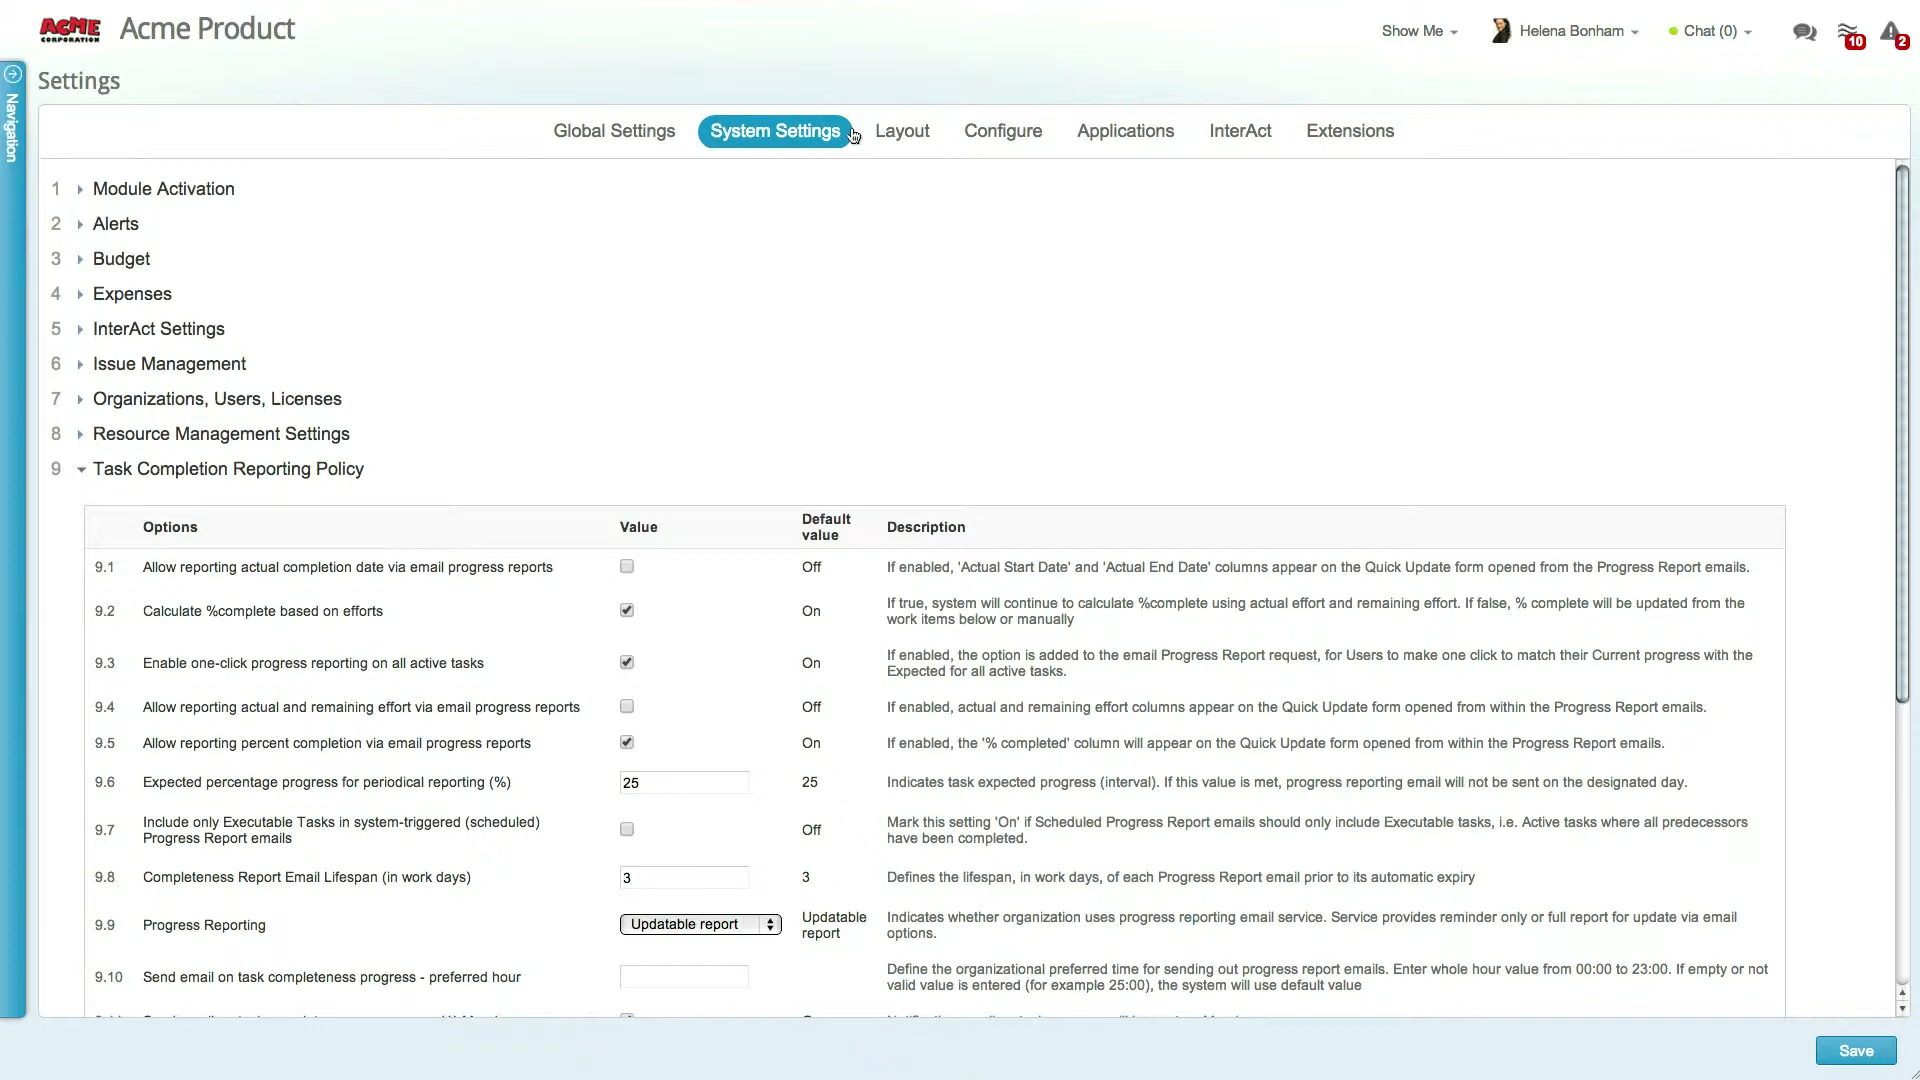 ACME CORPORATION Acme Product Show Me Helena Bonham Chat (0) 10 2
Navigation
Settings
Global Settings System Settings Layout Configure Applications InterAct Extensions
1 Module Activation
2 Alerts
3 Budget
4 Expenses
5 InterAct Settings
6 Issue Management
7 Organizations, Users, Licenses
8 Resource Management Settings
9 Task Completion Reporting Policy
Options Value Default value Description
9.1 Allow reporting actual completion date via email progress reports Off If enabled, 'Actual Start Date' and 'Actual End Date' columns appear on the Quick Update form opened from the Progress Report emails.
9.2 Calculate %complete based on efforts On If true, system will continue to calculate %complete using actual effort and remaining effort. If false, % complete will be updated from the
work items below or manually
9.3 Enable one-click progress reporting on all active tasks On If enabled, the option is added to the email Progress Report request, for Users to make one click to match their Current progress with the
Expected for all active tasks.
9.4 Allow reporting actual and remaining effort via email progress reports Off If enabled, actual and remaining effort columns appear on the Quick Update form opened from within the Progress Report emails.
9.5 Allow reporting percent completion via email progress reports On If enabled, the '% completed' column will appear on the Quick Update form opened from within the Progress Report emails.
9.6 Expected percentage progress for periodical reporting (%) 25 25 Indicates task expected progress (interval). If this value is met, progress reporting email will not be sent on the designated day.
9.7 Include only Executable Tasks in system-triggered (scheduled)
Progress Report emails Off Mark this setting 'On' if Scheduled Progress Report emails should only include Executable tasks, i.e. Active tasks where all predecessors
have been completed.
9.8 Completeness Report Email Lifespan (in work days) 3 3 Defines the lifespan, in work days, of each Progress Report email prior to its automatic expiry
9.9 Progress Reporting Updatable report Updatable report Indicates whether organization uses progress reporting email service. Service provides reminder only or full report for update via email
options.
9.10 Send email on task completeness progress - preferred hour Define the organizational preferred time for sending out progress report emails. Enter whole hour value from 00:00 to 23:00. If empty or not
valid value is entered (for example 25:00), the system will use default value
Save